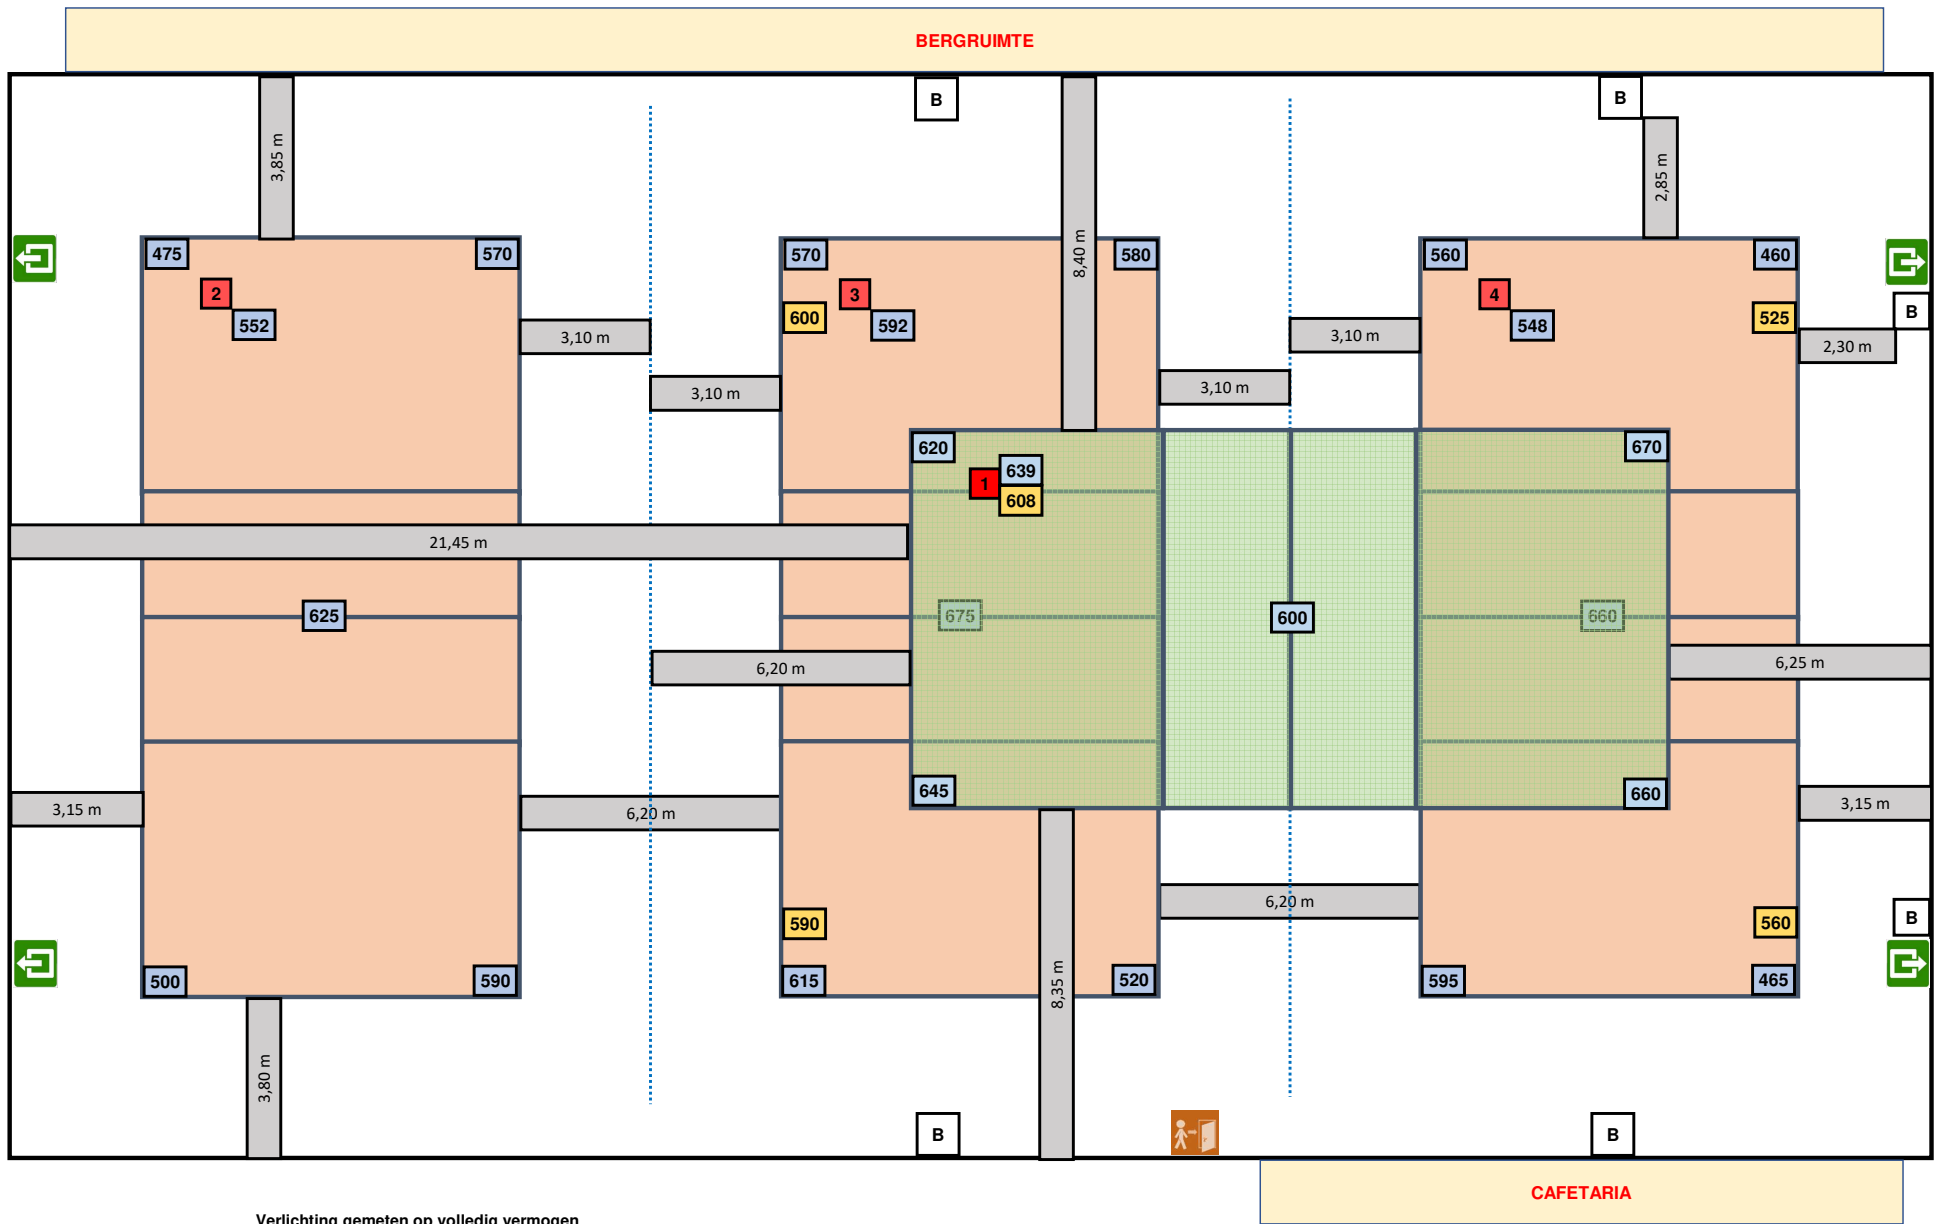 BERGRUIMTE
B
B
3,85 m
8,40 m
2,85 m
475
570
570
580
560
460
2
552
3
600
592
4
548
525
B
3,10 m
3,10 m
3,10 m
3,10 m
2,30 m
620
1
639
608
670
21,45 m
625
675
600
660
6,20 m
6,25 m
645
660
3,15 m
6,20 m
3,15 m
6,20 m
590
560
B
500
590
615
520
595
465
8,35 m
3,80 m
B
B
CAFETARIA
Verlichting gemeten op volledig vermogen